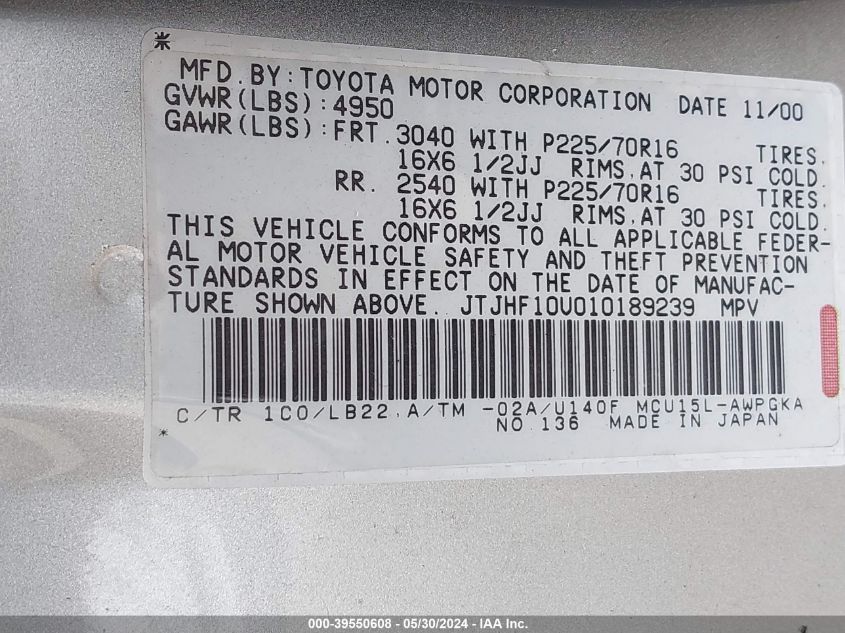 MFD. BY: TOYOTA MOTOR CORPORATION DATE 11/00
GVWR(LBS): 4950
GAWR(LBS): FRT. 3040 WITH P225/70R16 TIRES.
16X6 1/2JJ RIMS, AT 30 PSI COLD.
RR. 2540 WITH P225/70R16 TIRES.
16X6 1/2JJ RIMS, AT 30 PSI COLD.
THIS VEHICLE CONFORMS TO ALL APPLICABLE FEDER-
AL MOTOR VEHICLE SAFETY AND THEFT PREVENTION
STANDARDS IN EFFECT ON THE DATE OF MANUFAC-
TURE SHOWN ABOVE. JTJHF10U010189239 MPV
C/TR 1C0/LB22. A/TM -02A/U140F MCU15L-AWPGKA
NO. 136 MADE IN JAPAN
000-39550608 - 05/30/2024 - IAA Inc.